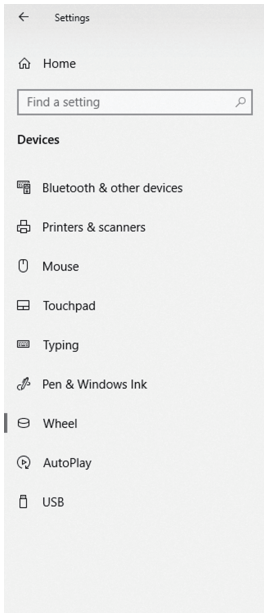 Settings
Home
Find a setting
Devices
Bluetooth & other devices
Printers & scanners
Mouse
Touchpad
Typing
Pen & Windows Ink
Wheel
AutoPlay
USB